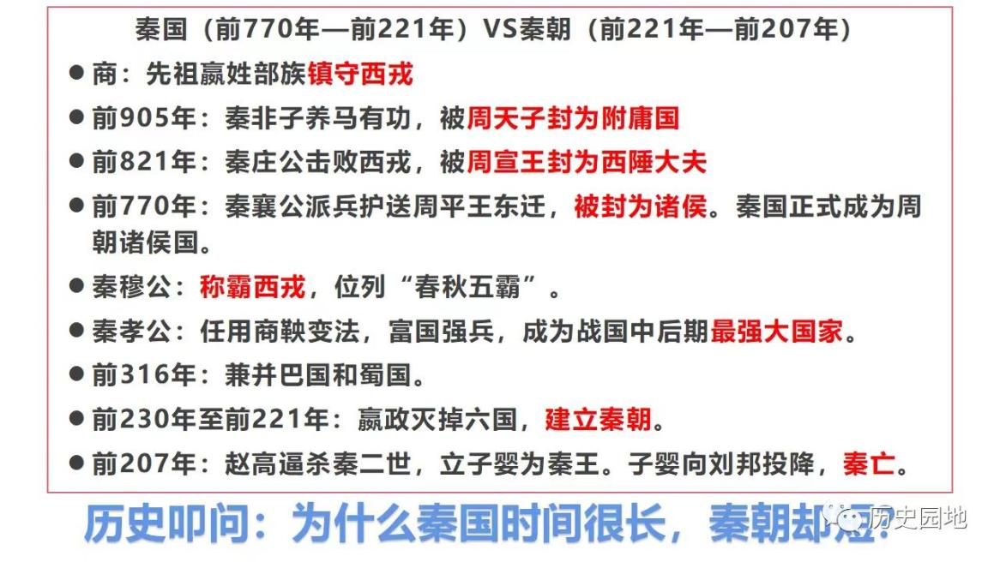 秦国（前770年—前221年）VS秦朝（前221年—前207年）
● 商：先祖嬴姓部族镇守西戎
● 前905年：秦非子养马有功，被周天子封为附庸国
● 前821年：秦庄公击败西戎，被周宣王封为西陲大夫
● 前770年：秦襄公派兵护送周平王东迁，被封为诸侯。秦国正式成为周
朝诸侯国。
● 秦穆公：称霸西戎，位列“春秋五霸”。
● 秦孝公：任用商鞅变法，富国强兵，成为战国中后期最强大国家。
● 前316年：兼并巴国和蜀国。
● 前230年至前221年：嬴政灭掉六国，建立秦朝。
● 前207年：赵高逼杀秦二世，立子婴为秦王。子婴向刘邦投降，秦亡。
历史叩问：为什么秦国时间很长，秦朝却短？
历史园地